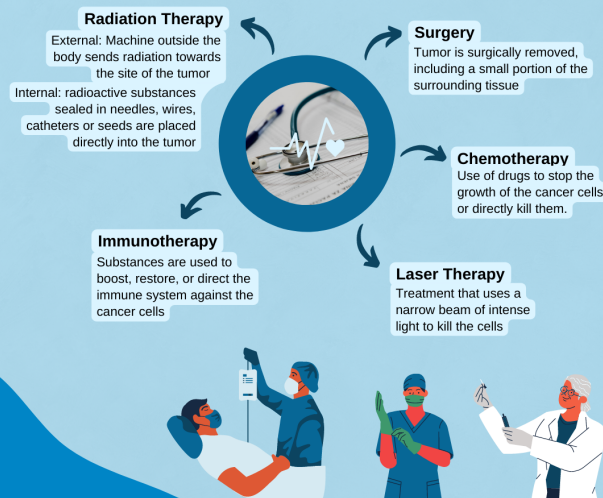 Radiation Therapy
External: Machine outside the
body sends radiation towards
the site of the tumor
Internal: radioactive substances
sealed in needles, wires,
catheters or seeds are placed
directly into the tumor
Surgery
Tumor is surgically removed,
including a small portion of the
surrounding tissue
Chemotherapy
Use of drugs to stop the
growth of the cancer cells
or directly kill them.
Immunotherapy
Substances are used to
boost, restore, or direct the
immune system against the
cancer cells
Laser Therapy
Treatment that uses a
narrow beam of intense
light to kill the cells